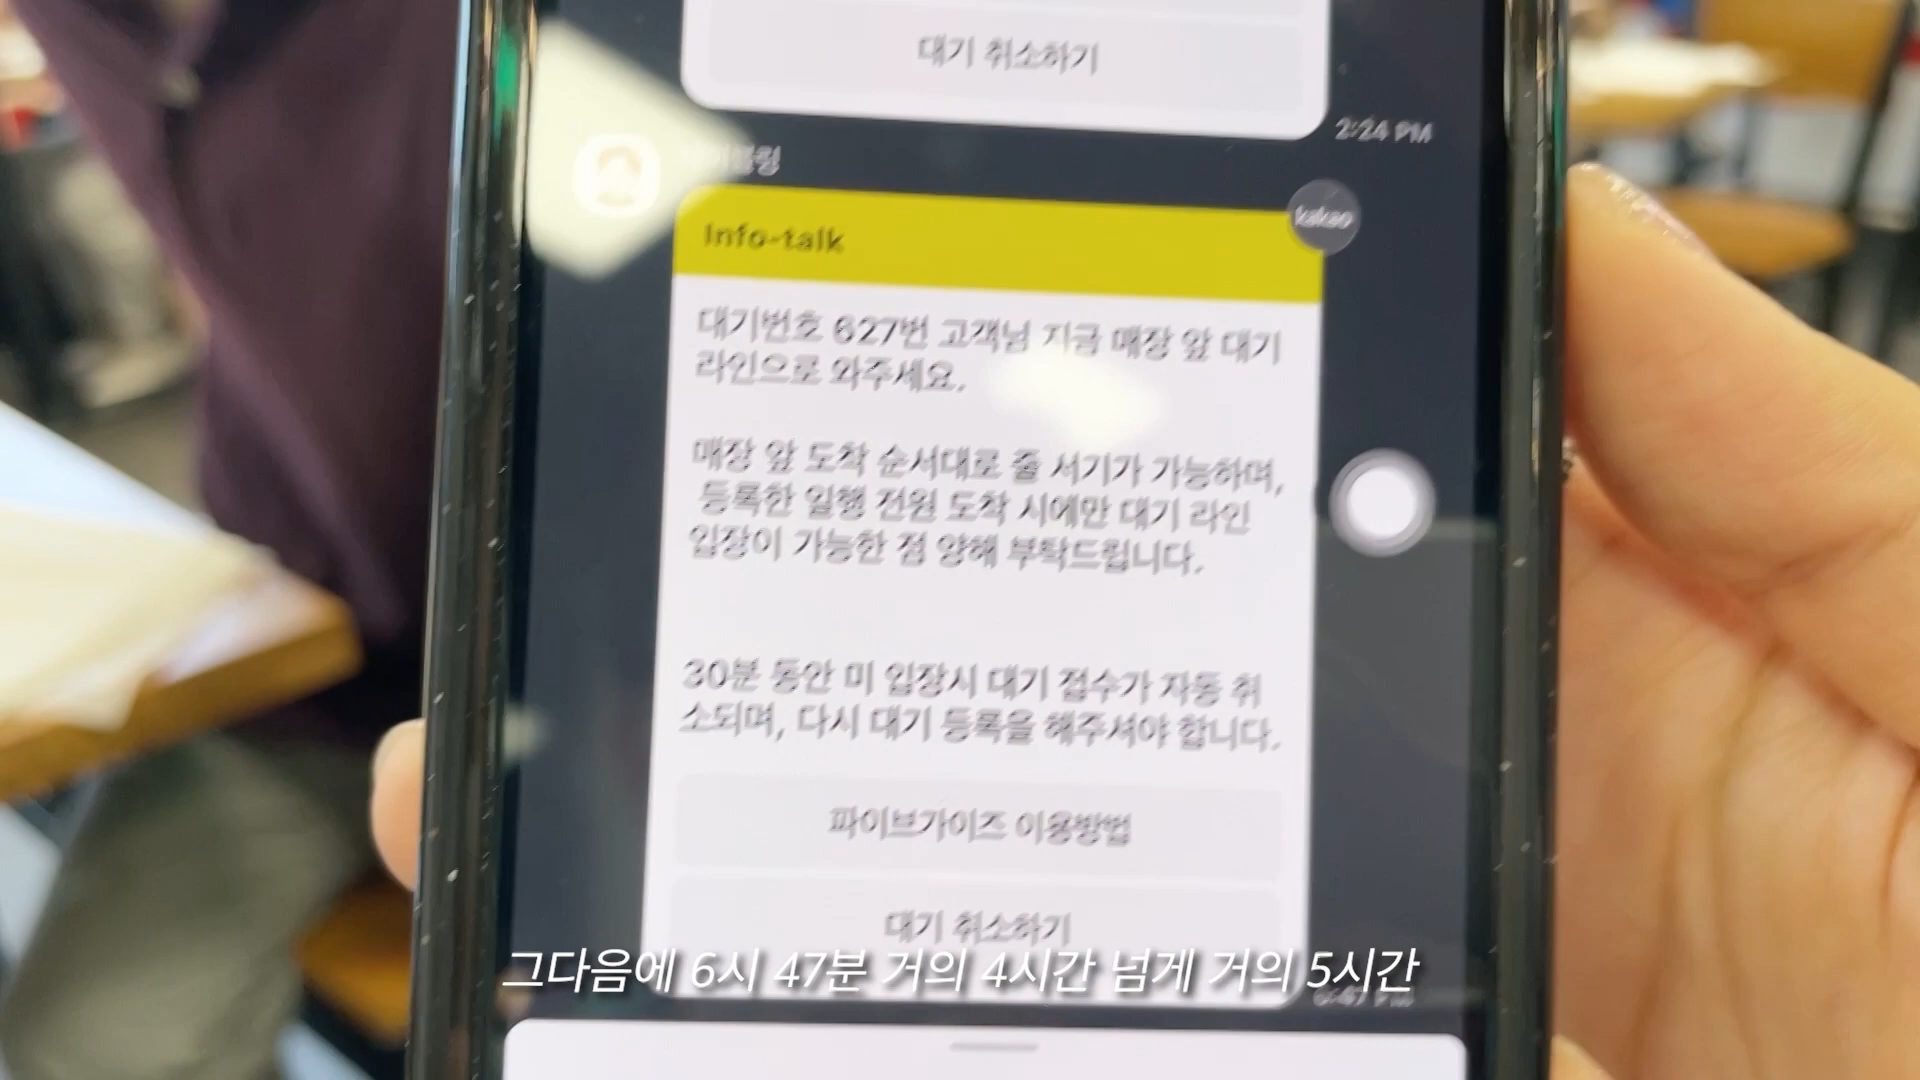 대기 취소하기
2:24 PM
kakao
Info-talk
대기번호 627번 고객님 지금 매장 앞 대기
라인으로 와주세요.
매장 앞 도착 순서대로 줄 서기가 가능하며,
등록한 일행 전원 도착 시에만 대기 라인
입장이 가능한 점 양해 부탁드립니다.
30분 동안 미 입장시 대기 접수가 자동 취
소되며, 다시 대기 등록을 해주셔야 합니다.
파이브가이즈 이용방법
대기 취소하기
그다음에 6시 47분 거의 4시간 넘게 거의 5시간